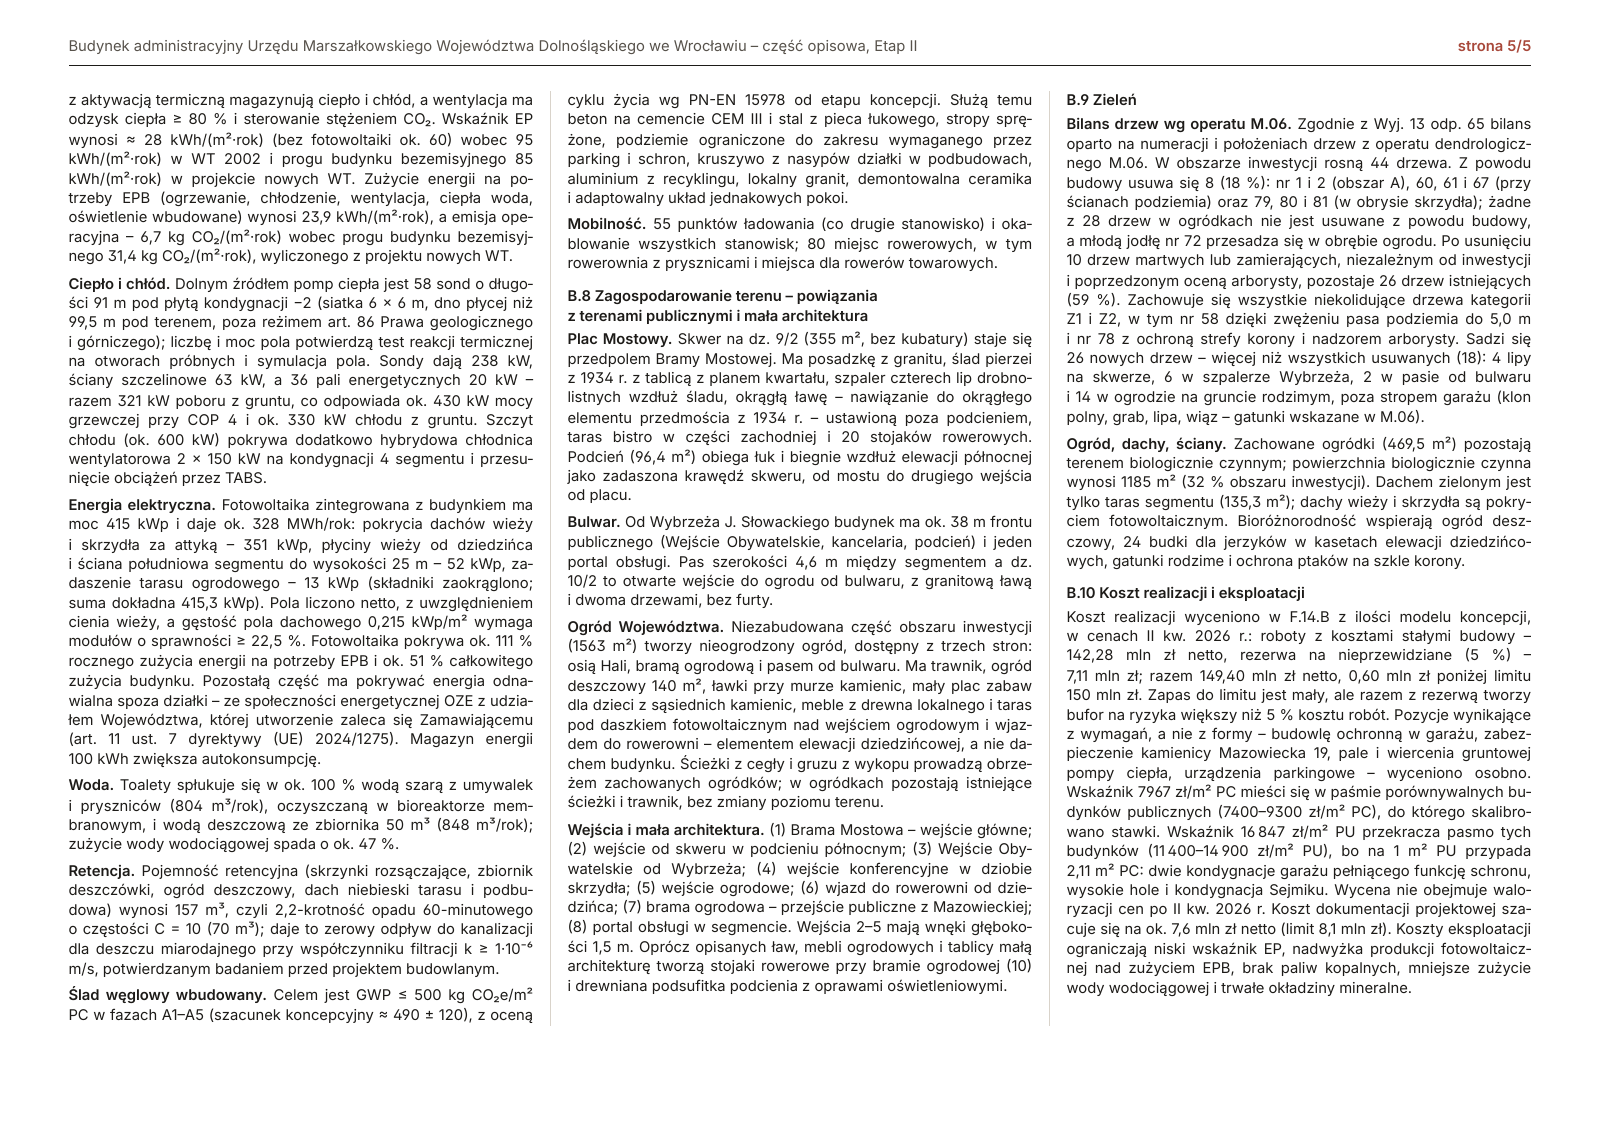 Budynek administracyjny Urzędu Marszałkowskiego Województwa Dolnośląskiego we Wrocławiu – część opisowa, Etap II
strona 5/5
z aktywacją termiczną magazynują ciepło i chłód, a wentylacja ma
odzysk ciepła ≥ 80 % i sterowanie stężeniem CO₂. Wskaźnik EP
wynosi ≈ 28 kWh/(m²·rok) (bez fotowoltaiki ok. 60) wobec 95
kWh/(m²·rok) w WT 2002 i progu budynku bezemisyjnego 85
kWh/(m²·rok) w projekcie nowych WT. Zużycie energii na po-
trzeby EPB (ogrzewanie, chłodzenie, wentylacja, ciepła woda,
oświetlenie wbudowane) wynosi 23,9 kWh/(m²·rok), a emisja ope-
racyjna – 6,7 kg CO₂/(m²·rok) wobec progu budynku bezemisyj-
nego 31,4 kg CO₂/(m²·rok), wyliczonego z projektu nowych WT.
Ciepło i chłód. Dolnym źródłem pomp ciepła jest 58 sond o długo-
ści 91 m pod płytą kondygnacji −2 (siatka 6 × 6 m, dno płycej niż
99,5 m pod terenem, poza reżimem art. 86 Prawa geologicznego
i górniczego); liczbę i moc pola potwierdzą test reakcji termicznej
na otworach próbnych i symulacja pola. Sondy dają 238 kW,
ściany szczelinowe 63 kW, a 36 pali energetycznych 20 kW –
razem 321 kW poboru z gruntu, co odpowiada ok. 430 kW mocy
grzewczej przy COP 4 i ok. 330 kW chłodu z gruntu. Szczyt
chłodu (ok. 600 kW) pokrywa dodatkowo hybrydowa chłodnica
wentylatorowa 2 × 150 kW na kondygnacji 4 segmentu i przesu-
nięcie obciążeń przez TABS.
Energia elektryczna. Fotowoltaika zintegrowana z budynkiem ma
moc 415 kWp i daje ok. 328 MWh/rok: pokrycia dachów wieży
i skrzydła za attyką – 351 kWp, płyciny wieży od dziedzińca
i ściana południowa segmentu do wysokości 25 m – 52 kWp, za-
daszenie tarasu ogrodowego – 13 kWp (składniki zaokrąglono;
suma dokładna 415,3 kWp). Pola liczono netto, z uwzględnieniem
cienia wieży, a gęstość pola dachowego 0,215 kWp/m² wymaga
modułów o sprawności ≥ 22,5 %. Fotowoltaika pokrywa ok. 111 %
rocznego zużycia energii na potrzeby EPB i ok. 51 % całkowitego
zużycia budynku. Pozostałą część ma pokrywać energia odna-
wialna spoza działki – ze społeczności energetycznej OZE z udzia-
łem Województwa, której utworzenie zaleca się Zamawiającemu
(art. 11 ust. 7 dyrektywy (UE) 2024/1275). Magazyn energii
100 kWh zwiększa autokonsumpcję.
Woda. Toalety spłukuje się w ok. 100 % wodą szarą z umywalek
i pryszniców (804 m³/rok), oczyszczaną w bioreaktorze mem-
branowym, i wodą deszczową ze zbiornika 50 m³ (848 m³/rok);
zużycie wody wodociągowej spada o ok. 47 %.
Retencja. Pojemność retencyjna (skrzynki rozsączające, zbiornik
deszczówki, ogród deszczowy, dach niebieski tarasu i podbu-
dowa) wynosi 157 m³, czyli 2,2-krotność opadu 60-minutowego
o częstości C = 10 (70 m³); daje to zerowy odpływ do kanalizacji
dla deszczu miarodajnego przy współczynniku filtracji k ≥ 1·10⁻⁶
m/s, potwierdzanym badaniem przed projektem budowlanym.
Ślad węglowy wbudowany. Celem jest GWP ≤ 500 kg CO₂e/m²
PC w fazach A1–A5 (szacunek koncepcyjny ≈ 490 ± 120), z oceną
cyklu życia wg PN-EN 15978 od etapu koncepcji. Służą temu
beton na cemencie CEM III i stal z pieca łukowego, stropy sprę-
żone, podziemie ograniczone do zakresu wymaganego przez
parking i schron, kruszywo z nasypów działki w podbudowach,
aluminium z recyklingu, lokalny granit, demontowalna ceramika
i adaptowalny układ jednakowych pokoi.
Mobilność. 55 punktów ładowania (co drugie stanowisko) i oka-
blowanie wszystkich stanowisk; 80 miejsc rowerowych, w tym
rowerownia z prysznicami i miejsca dla rowerów towarowych.
B.8 Zagospodarowanie terenu – powiązania
z terenami publicznymi i mała architektura
Plac Mostowy. Skwer na dz. 9/2 (355 m², bez kubatury) staje się
przedpolem Bramy Mostowej. Ma posadzkę z granitu, ślad pierzei
z 1934 r. z tablicą z planem kwartału, szpaler czterech lip drobno-
listnych wzdłuż śladu, okrągłą ławę – nawiązanie do okrągłego
elementu przedmościa z 1934 r. – ustawioną poza podcieniem,
taras bistro w części zachodniej i 20 stojaków rowerowych.
Podcień (96,4 m²) obiega łuk i biegnie wzdłuż elewacji północnej
jako zadaszona krawędź skweru, od mostu do drugiego wejścia
od placu.
Bulwar. Od Wybrzeża J. Słowackiego budynek ma ok. 38 m frontu
publicznego (Wejście Obywatelskie, kancelaria, podcień) i jeden
portal obsługi. Pas szerokości 4,6 m między segmentem a dz.
10/2 to otwarte wejście do ogrodu od bulwaru, z granitową ławą
i dwoma drzewami, bez furty.
Ogród Województwa. Niezabudowana część obszaru inwestycji
(1563 m²) tworzy nieogrodzony ogród, dostępny z trzech stron:
osią Hali, bramą ogrodową i pasem od bulwaru. Ma trawnik, ogród
deszczowy 140 m², ławki przy murze kamienic, mały plac zabaw
dla dzieci z sąsiednich kamienic, meble z drewna lokalnego i taras
pod daszkiem fotowoltaicznym nad wejściem ogrodowym i wjaz-
dem do rowerowni – elementem elewacji dziedzińcowej, a nie da-
chem budynku. Ścieżki z cegły i gruzu z wykopu prowadzą obrze-
żem zachowanych ogródków; w ogródkach pozostają istniejące
ścieżki i trawnik, bez zmiany poziomu terenu.
Wejścia i mała architektura. (1) Brama Mostowa – wejście główne;
(2) wejście od skweru w podcieniu północnym; (3) Wejście Oby-
watelskie od Wybrzeża; (4) wejście konferencyjne w dziobie
skrzydła; (5) wejście ogrodowe; (6) wjazd do rowerowni od dzie-
dzińca; (7) brama ogrodowa – przejście publiczne z Mazowieckiej;
(8) portal obsługi w segmencie. Wejścia 2–5 mają wnęki głęboko-
ści 1,5 m. Oprócz opisanych ław, mebli ogrodowych i tablicy małą
architekturę tworzą stojaki rowerowe przy bramie ogrodowej (10)
i drewniana podsufitka podcienia z oprawami oświetleniowymi.
B.9 Zieleń
Bilans drzew wg operatu M.06. Zgodnie z Wyj. 13 odp. 65 bilans
oparto na numeracji i położeniach drzew z operatu dendrologicz-
nego M.06. W obszarze inwestycji rosną 44 drzewa. Z powodu
budowy usuwa się 8 (18 %): nr 1 i 2 (obszar A), 60, 61 i 67 (przy
ścianach podziemia) oraz 79, 80 i 81 (w obrysie skrzydła); żadne
z 28 drzew w ogródkach nie jest usuwane z powodu budowy,
a młodą jodłę nr 72 przesadza się w obrębie ogrodu. Po usunięciu
10 drzew martwych lub zamierających, niezależnym od inwestycji
i poprzedzonym oceną arborysty, pozostaje 26 drzew istniejących
(59 %). Zachowuje się wszystkie niekolidujące drzewa kategorii
Z1 i Z2, w tym nr 58 dzięki zwężeniu pasa podziemia do 5,0 m
i nr 78 z ochroną strefy korony i nadzorem arborysty. Sadzi się
26 nowych drzew – więcej niż wszystkich usuwanych (18): 4 lipy
na skwerze, 6 w szpalerze Wybrzeża, 2 w pasie od bulwaru
i 14 w ogrodzie na gruncie rodzimym, poza stropem garażu (klon
polny, grab, lipa, wiąz – gatunki wskazane w M.06).
Ogród, dachy, ściany. Zachowane ogródki (469,5 m²) pozostają
terenem biologicznie czynnym; powierzchnia biologicznie czynna
wynosi 1185 m² (32 % obszaru inwestycji). Dachem zielonym jest
tylko taras segmentu (135,3 m²); dachy wieży i skrzydła są pokry-
ciem fotowoltaicznym. Bioróżnorodność wspierają ogród desz-
czowy, 24 budki dla jerzyków w kasetach elewacji dziedzińco-
wych, gatunki rodzime i ochrona ptaków na szkle korony.
B.10 Koszt realizacji i eksploatacji
Koszt realizacji wyceniono w F.14.B z ilości modelu koncepcji,
w cenach II kw. 2026 r.: roboty z kosztami stałymi budowy –
142,28 mln zł netto, rezerwa na nieprzewidziane (5 %) –
7,11 mln zł; razem 149,40 mln zł netto, 0,60 mln zł poniżej limitu
150 mln zł. Zapas do limitu jest mały, ale razem z rezerwą tworzy
bufor na ryzyka większy niż 5 % kosztu robót. Pozycje wynikające
z wymagań, a nie z formy – budowlę ochronną w garażu, zabez-
pieczenie kamienicy Mazowiecka 19, pale i wiercenia gruntowej
pompy ciepła, urządzenia parkingowe – wyceniono osobno.
Wskaźnik 7967 zł/m² PC mieści się w paśmie porównywalnych bu-
dynków publicznych (7400–9300 zł/m² PC), do którego skalibro-
wano stawki. Wskaźnik 16 847 zł/m² PU przekracza pasmo tych
budynków (11 400–14 900 zł/m² PU), bo na 1 m² PU przypada
2,11 m² PC: dwie kondygnacje garażu pełniącego funkcję schronu,
wysokie hole i kondygnacja Sejmiku. Wycena nie obejmuje walo-
ryzacji cen po II kw. 2026 r. Koszt dokumentacji projektowej sza-
cuje się na ok. 7,6 mln zł netto (limit 8,1 mln zł). Koszty eksploatacji
ograniczają niski wskaźnik EP, nadwyżka produkcji fotowoltaicz-
nej nad zużyciem EPB, brak paliw kopalnych, mniejsze zużycie
wody wodociągowej i trwałe okładziny mineralne.